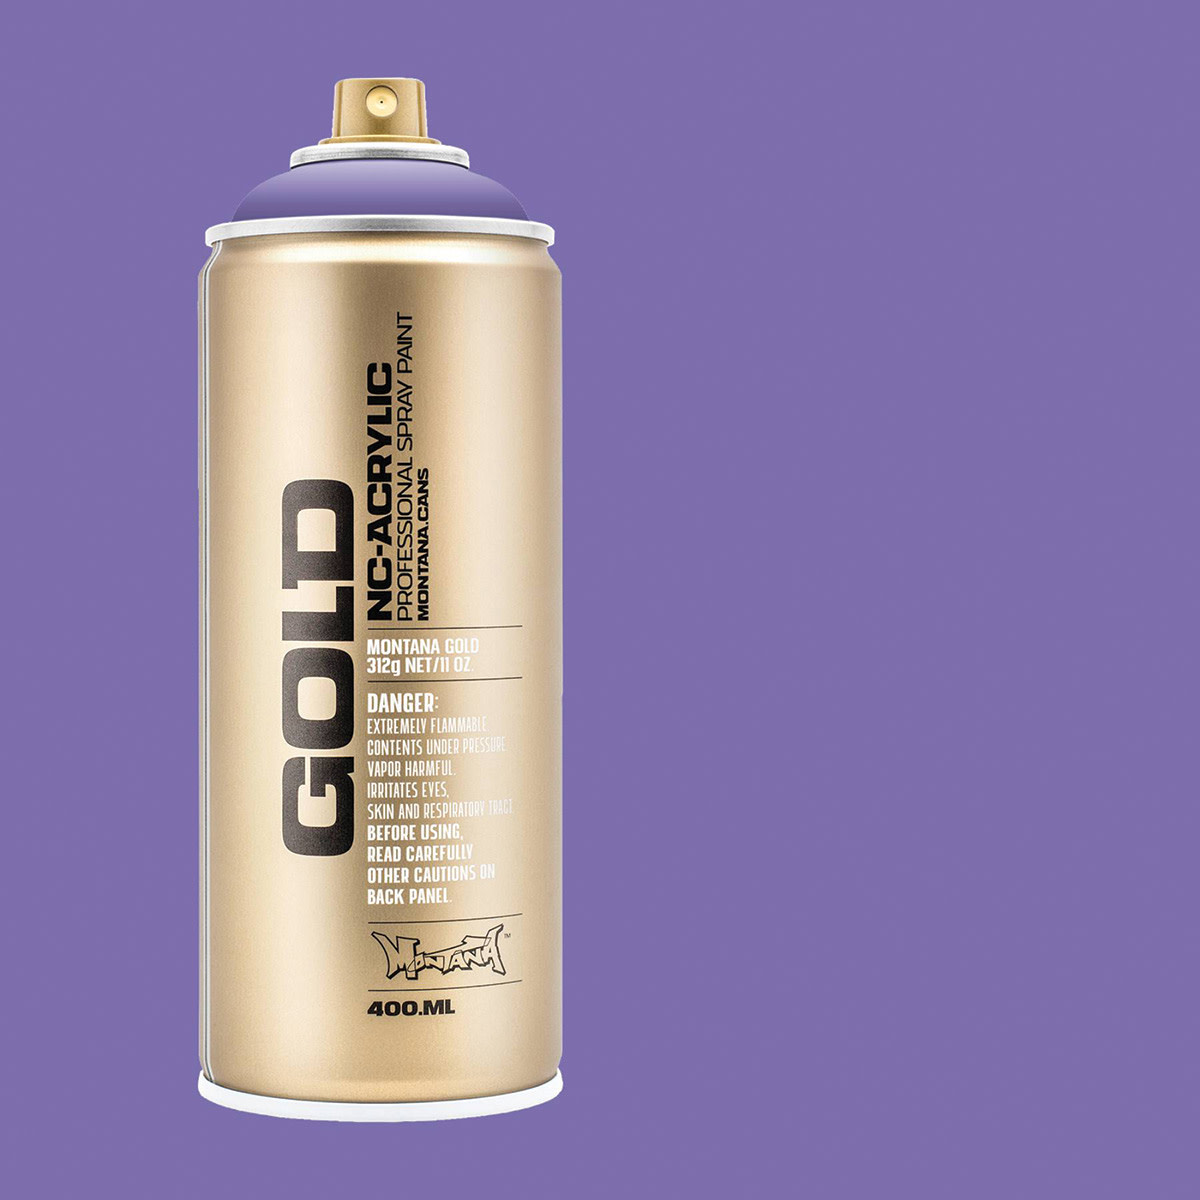 GOLD
NC-ACRYLIC
PROFESSIONAL SPRAY PAINT
MONTANA.CANS
MONTANA GOLD
312g NET/11 OZ.
DANGER:
EXTREMELY FLAMMABLE.
CONTENTS UNDER PRESSURE.
VAPOR HARMFUL.
IRRITATES EYES,
SKIN AND RESPIRATORY TRACT.
BEFORE USING,
READ CAREFULLY
OTHER CAUTIONS ON
BACK PANEL.
MONTANA™
400.ML